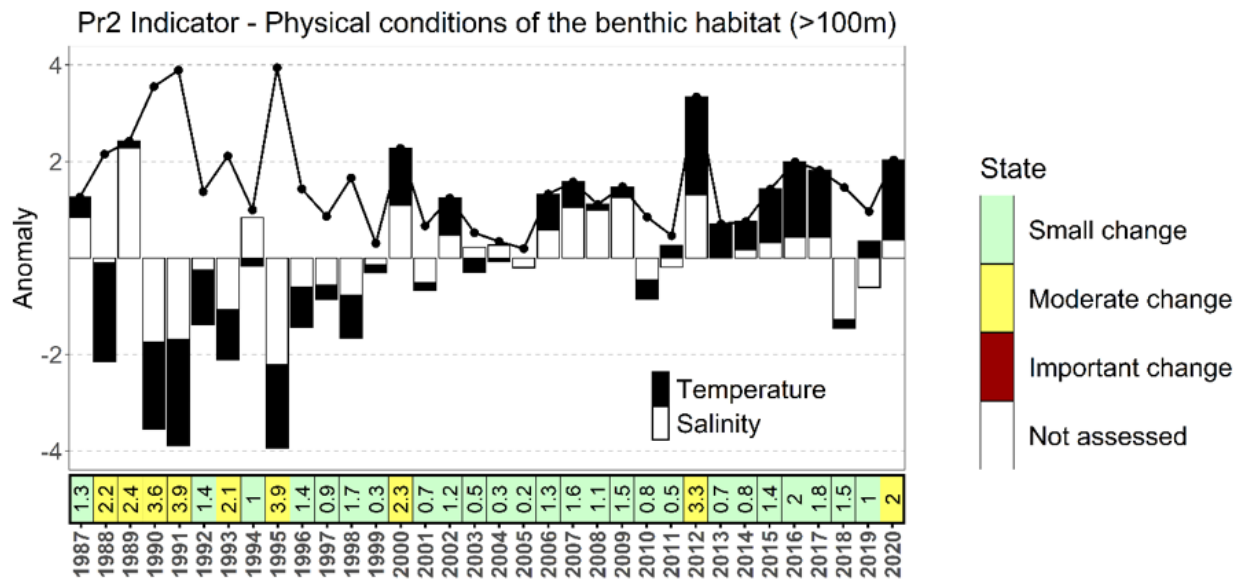 Pr2 Indicator - Physical conditions of the benthic habitat (>100m)
4
2
-2
-4
Anomaly
Temperature
Salinity
State
Small change
Moderate change
Important change
Not assessed
1.3 2.2 2.4 3.6 3.9 1.4 2.1 1 3.9 1.4 0.9 1.7 0.3 2.3 0.7 1.2 0.5 0.3 0.2 1.3 1.6 1.1 1.5 0.8 0.5 3.3 0.7 0.8 1.4 2 1.8 1.5 1 2
1987 1988 1989 1990 1991 1992 1993 1994 1995 1996 1997 1998 1999 2000 2001 2002 2003 2004 2005 2006 2007 2008 2009 2010 2011 2012 2013 2014 2015 2016 2017 2018 2019 2020